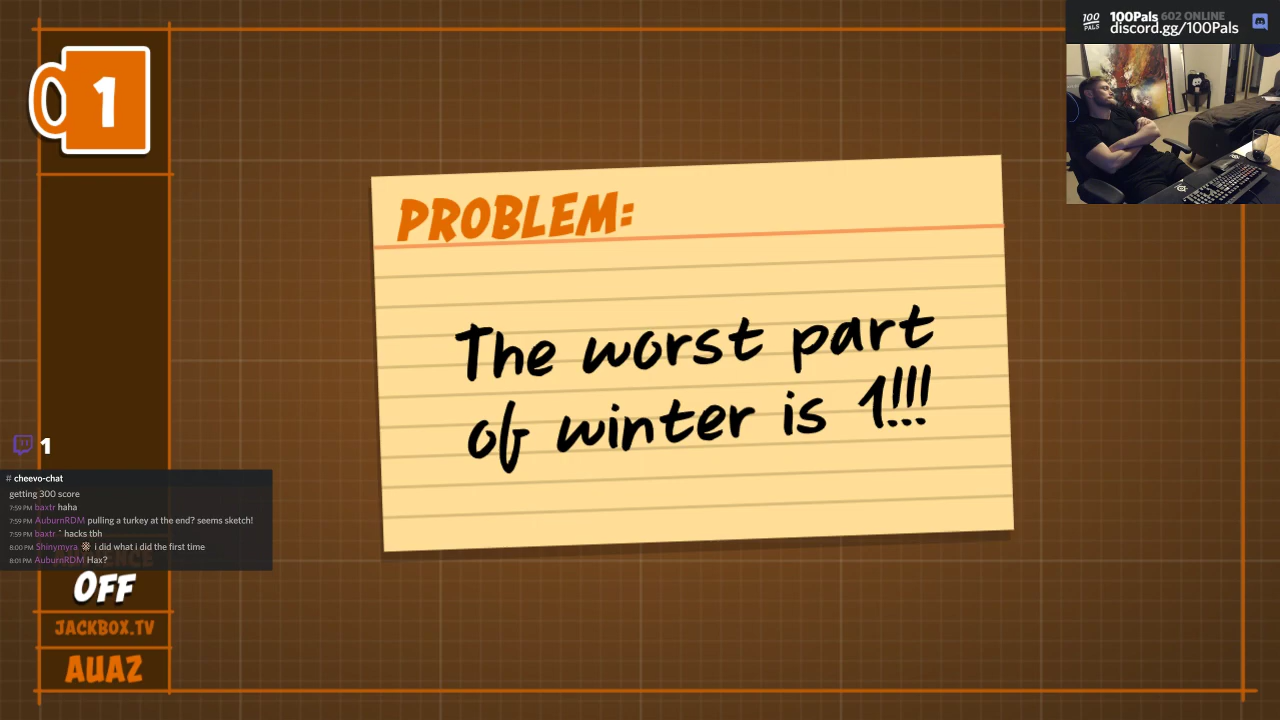 100 PALS
100Pals 602 ONLINE
discord.gg/100Pals
1
PROBLEM:
The worst part
of winter is 1!!!
1
# cheevo-chat
getting 300 score
7:59 PM baxtr haha
7:59 PM AuburnRDM pulling a turkey at the end? seems sketch!
7:59 PM baxtr ^ hacks tbh
8:00 PM Shinymyra i did what i did the first time
8:01 PM AuburnRDM Hax?
OFF
JACKBOX.TV
AUAZ